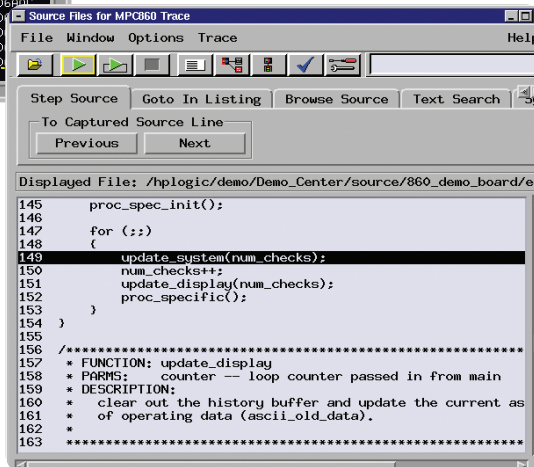 Source Files for MPC860 Trace
File Window Options Trace Help
Step Source Goto In Listing Browse Source Text Search
To Captured Source Line
Previous Next
Displayed File: /hplogic/demo/Demo_Center/source/860_demo_board/e
145 proc_spec_init();
146
147 for (;;)
148 {
149 update_system(num_checks);
150 num_checks++;
151 update_display(num_checks);
152 proc_specific();
153 }
154 }
155
156 /*****************************************************
157 * FUNCTION: update_display
158 * PARMS: counter -- loop counter passed in from main
159 * DESCRIPTION:
160 * clear out the history buffer and update the current as
161 * of operating data (ascii_old_data).
162 *
163 *****************************************************